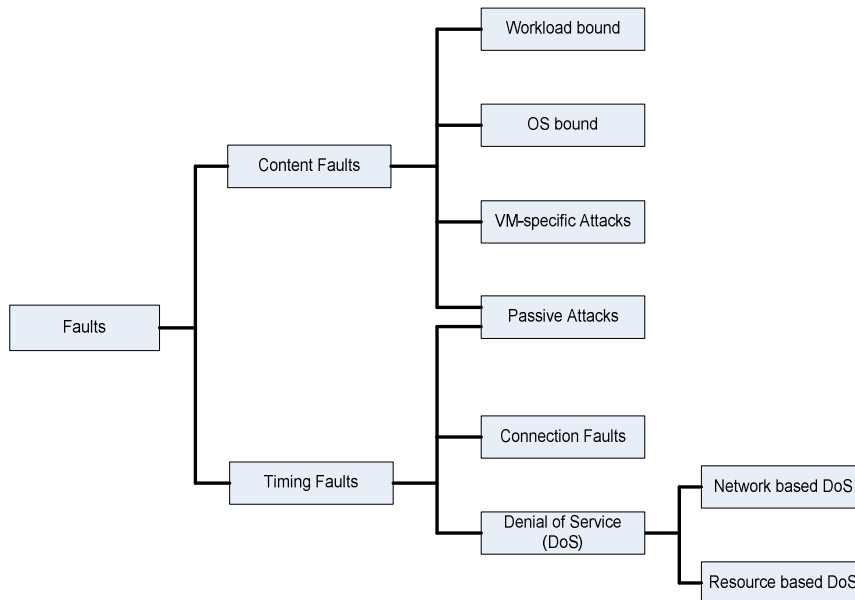 Workload bound
OS bound
Content Faults
VM-specific Attacks
Passive Attacks
Faults
Connection Faults
Timing Faults
Network based DoS
Denial of Service
(DoS)
Resource based DoS